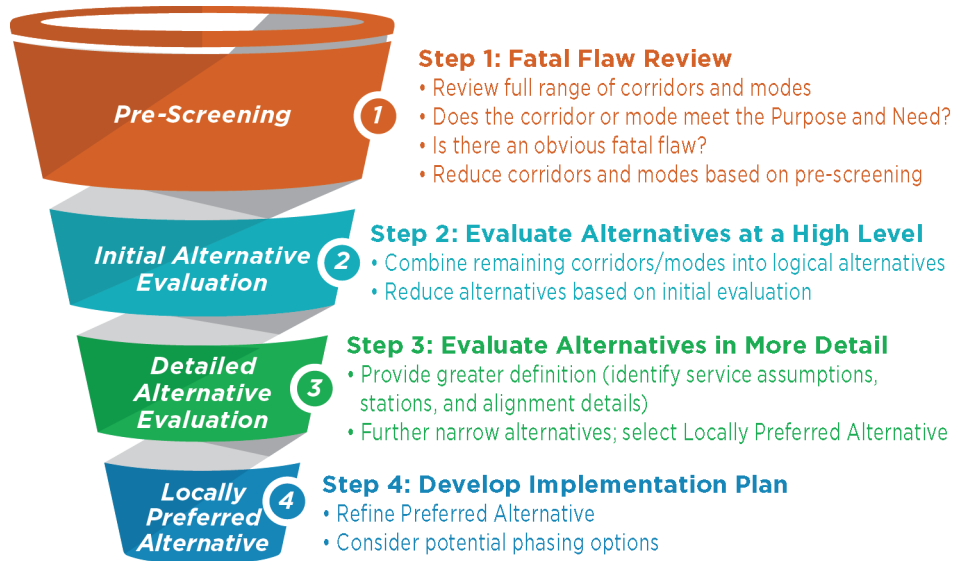 Pre-Screening
1
Step 1: Fatal Flaw Review
• Review full range of corridors and modes
• Does the corridor or mode meet the Purpose and Need?
• Is there an obvious fatal flaw?
• Reduce corridors and modes based on pre-screening
Initial Alternative
Evaluation
2
Step 2: Evaluate Alternatives at a High Level
• Combine remaining corridors/modes into logical alternatives
• Reduce alternatives based on initial evaluation
Detailed
Alternative
Evaluation
3
Step 3: Evaluate Alternatives in More Detail
• Provide greater definition (identify service assumptions,
stations, and alignment details)
• Further narrow alternatives; select Locally Preferred Alternative
Locally
Preferred
Alternative
4
Step 4: Develop Implementation Plan
• Refine Preferred Alternative
• Consider potential phasing options